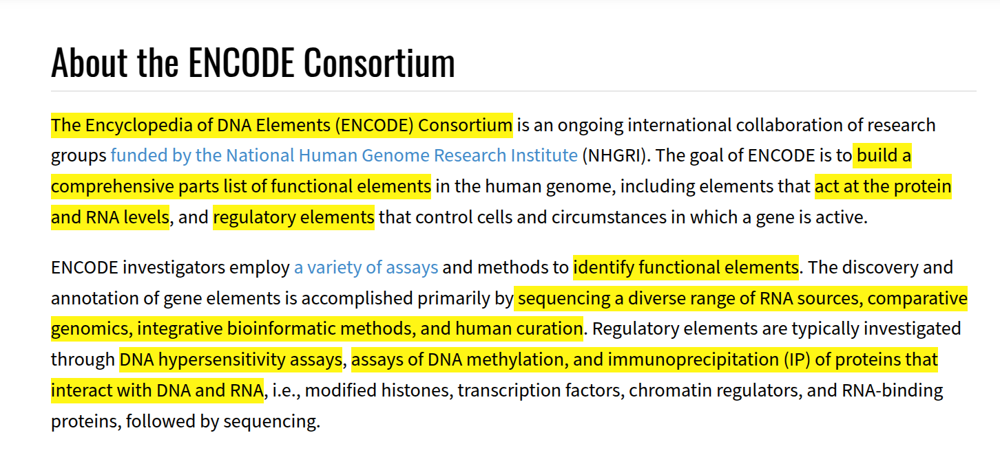 About the ENCODE Consortium
The Encyclopedia of DNA Elements (ENCODE) Consortium is an ongoing international collaboration of research
groups funded by the National Human Genome Research Institute (NHGRI). The goal of ENCODE is to build a
comprehensive parts list of functional elements in the human genome, including elements that act at the protein
and RNA levels, and regulatory elements that control cells and circumstances in which a gene is active.
ENCODE investigators employ a variety of assays and methods to identify functional elements. The discovery and
annotation of gene elements is accomplished primarily by sequencing a diverse range of RNA sources, comparative
genomics, integrative bioinformatic methods, and human curation. Regulatory elements are typically investigated
through DNA hypersensitivity assays, assays of DNA methylation, and immunoprecipitation (IP) of proteins that
interact with DNA and RNA, i.e., modified histones, transcription factors, chromatin regulators, and RNA-binding
proteins, followed by sequencing.